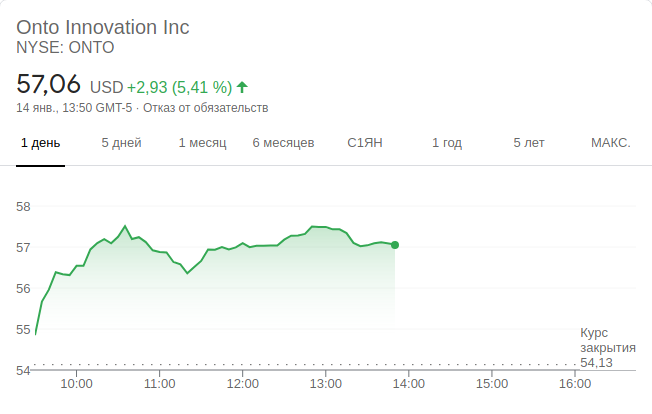 Onto Innovation Inc
NYSE: ONTO
57,06 USD +2,93 (5,41 %)
14 янв., 13:50 GMT-5 · Отказ от обязательств
1 день 5 дней 1 месяц 6 месяцев С1ЯН 1 год 5 лет МАКС.
58
57
56
55
Курс
закрытия
54,13
54
10:00 11:00 12:00 13:00 14:00 15:00 16:00